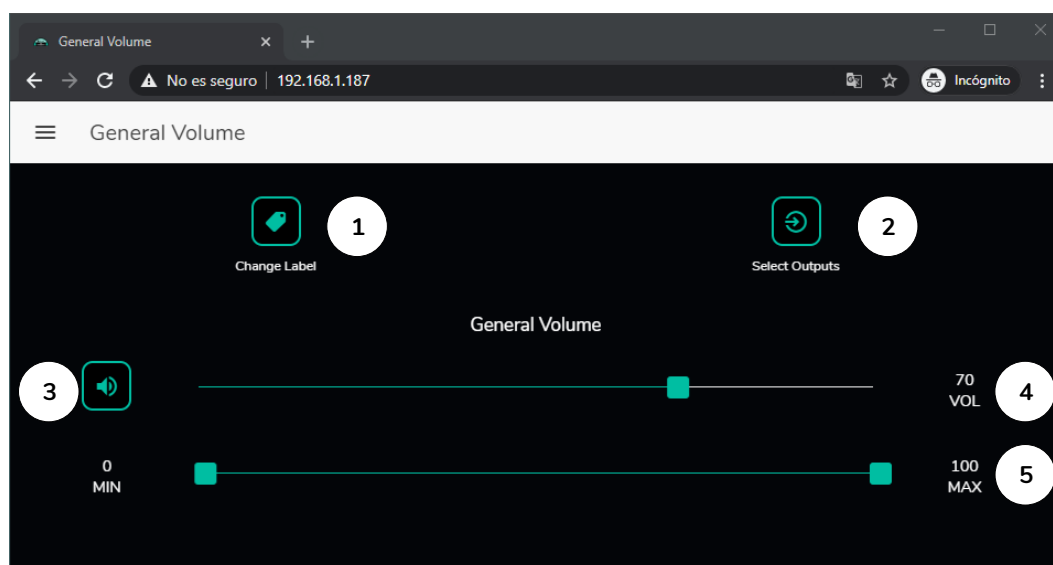 General Volume
No es seguro | 192.168.1.187
Incógnito
General Volume
1
2
Change Label
Select Outputs
General Volume
3
70
VOL
4
0
MIN
100
MAX
5